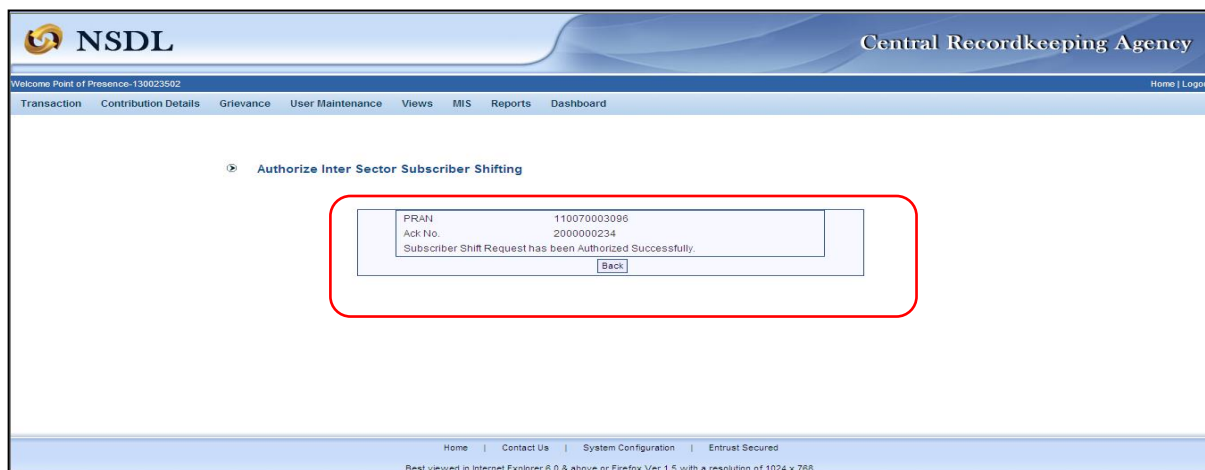 NSDL
Central Recordkeeping Agency
Welcome Point of Presence-130023502
Home | Logo
Transaction Contribution Details Grievance User Maintenance Views MIS Reports Dashboard
Authorize Inter Sector Subscriber Shifting
PRAN 110070003096
Ack No. 2000000234
Subscriber Shift Request has been Authorized Successfully.
Back
Home | Contact Us | System Configuration | Entrust Secured
Best viewed in Internet Explorer 6.0 & above or Firefox Ver 1.5 with a resolution of 1024 x 768